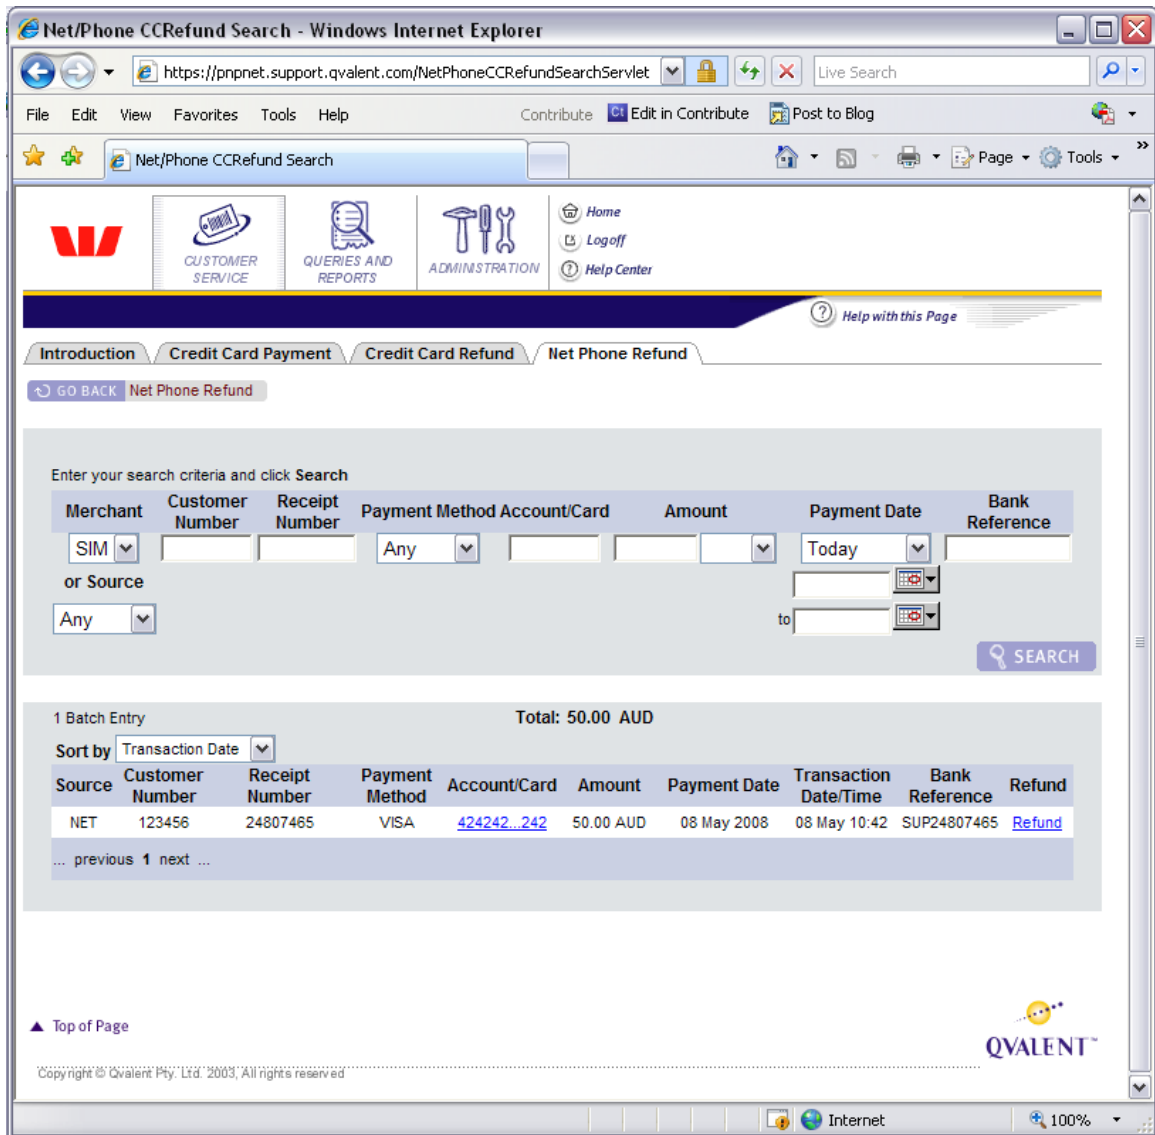 Net/Phone CCRefund Search - Windows Internet Explorer
https://pnpnet.support.qvalent.com/NetPhoneCCRefundSearchServlet Live Search
File Edit View Favorites Tools Help Contribute Ct Edit in Contribute Post to Blog
Net/Phone CCRefund Search Page Tools »
CUSTOMER SERVICE
QUERIES AND REPORTS
ADMINISTRATION
Home
Logoff
Help Center
Help with this Page
Introduction Credit Card Payment Credit Card Refund Net Phone Refund
GO BACK Net Phone Refund
Enter your search criteria and click Search
Merchant Customer Number Receipt Number Payment Method Account/Card Amount Payment Date Bank Reference
SIM Any Today
or Source
Any to
SEARCH
1 Batch Entry Total: 50.00 AUD
Sort by Transaction Date
Source Customer Number Receipt Number Payment Method Account/Card Amount Payment Date Transaction Date/Time Bank Reference Refund
NET 123456 24807465 VISA 424242...242 50.00 AUD 08 May 2008 08 May 10:42 SUP24807465 Refund
... previous 1 next ...
Top of Page
QVALENT™
Copyright © Qvalent Pty. Ltd. 2003, All rights reserved
Internet 100%